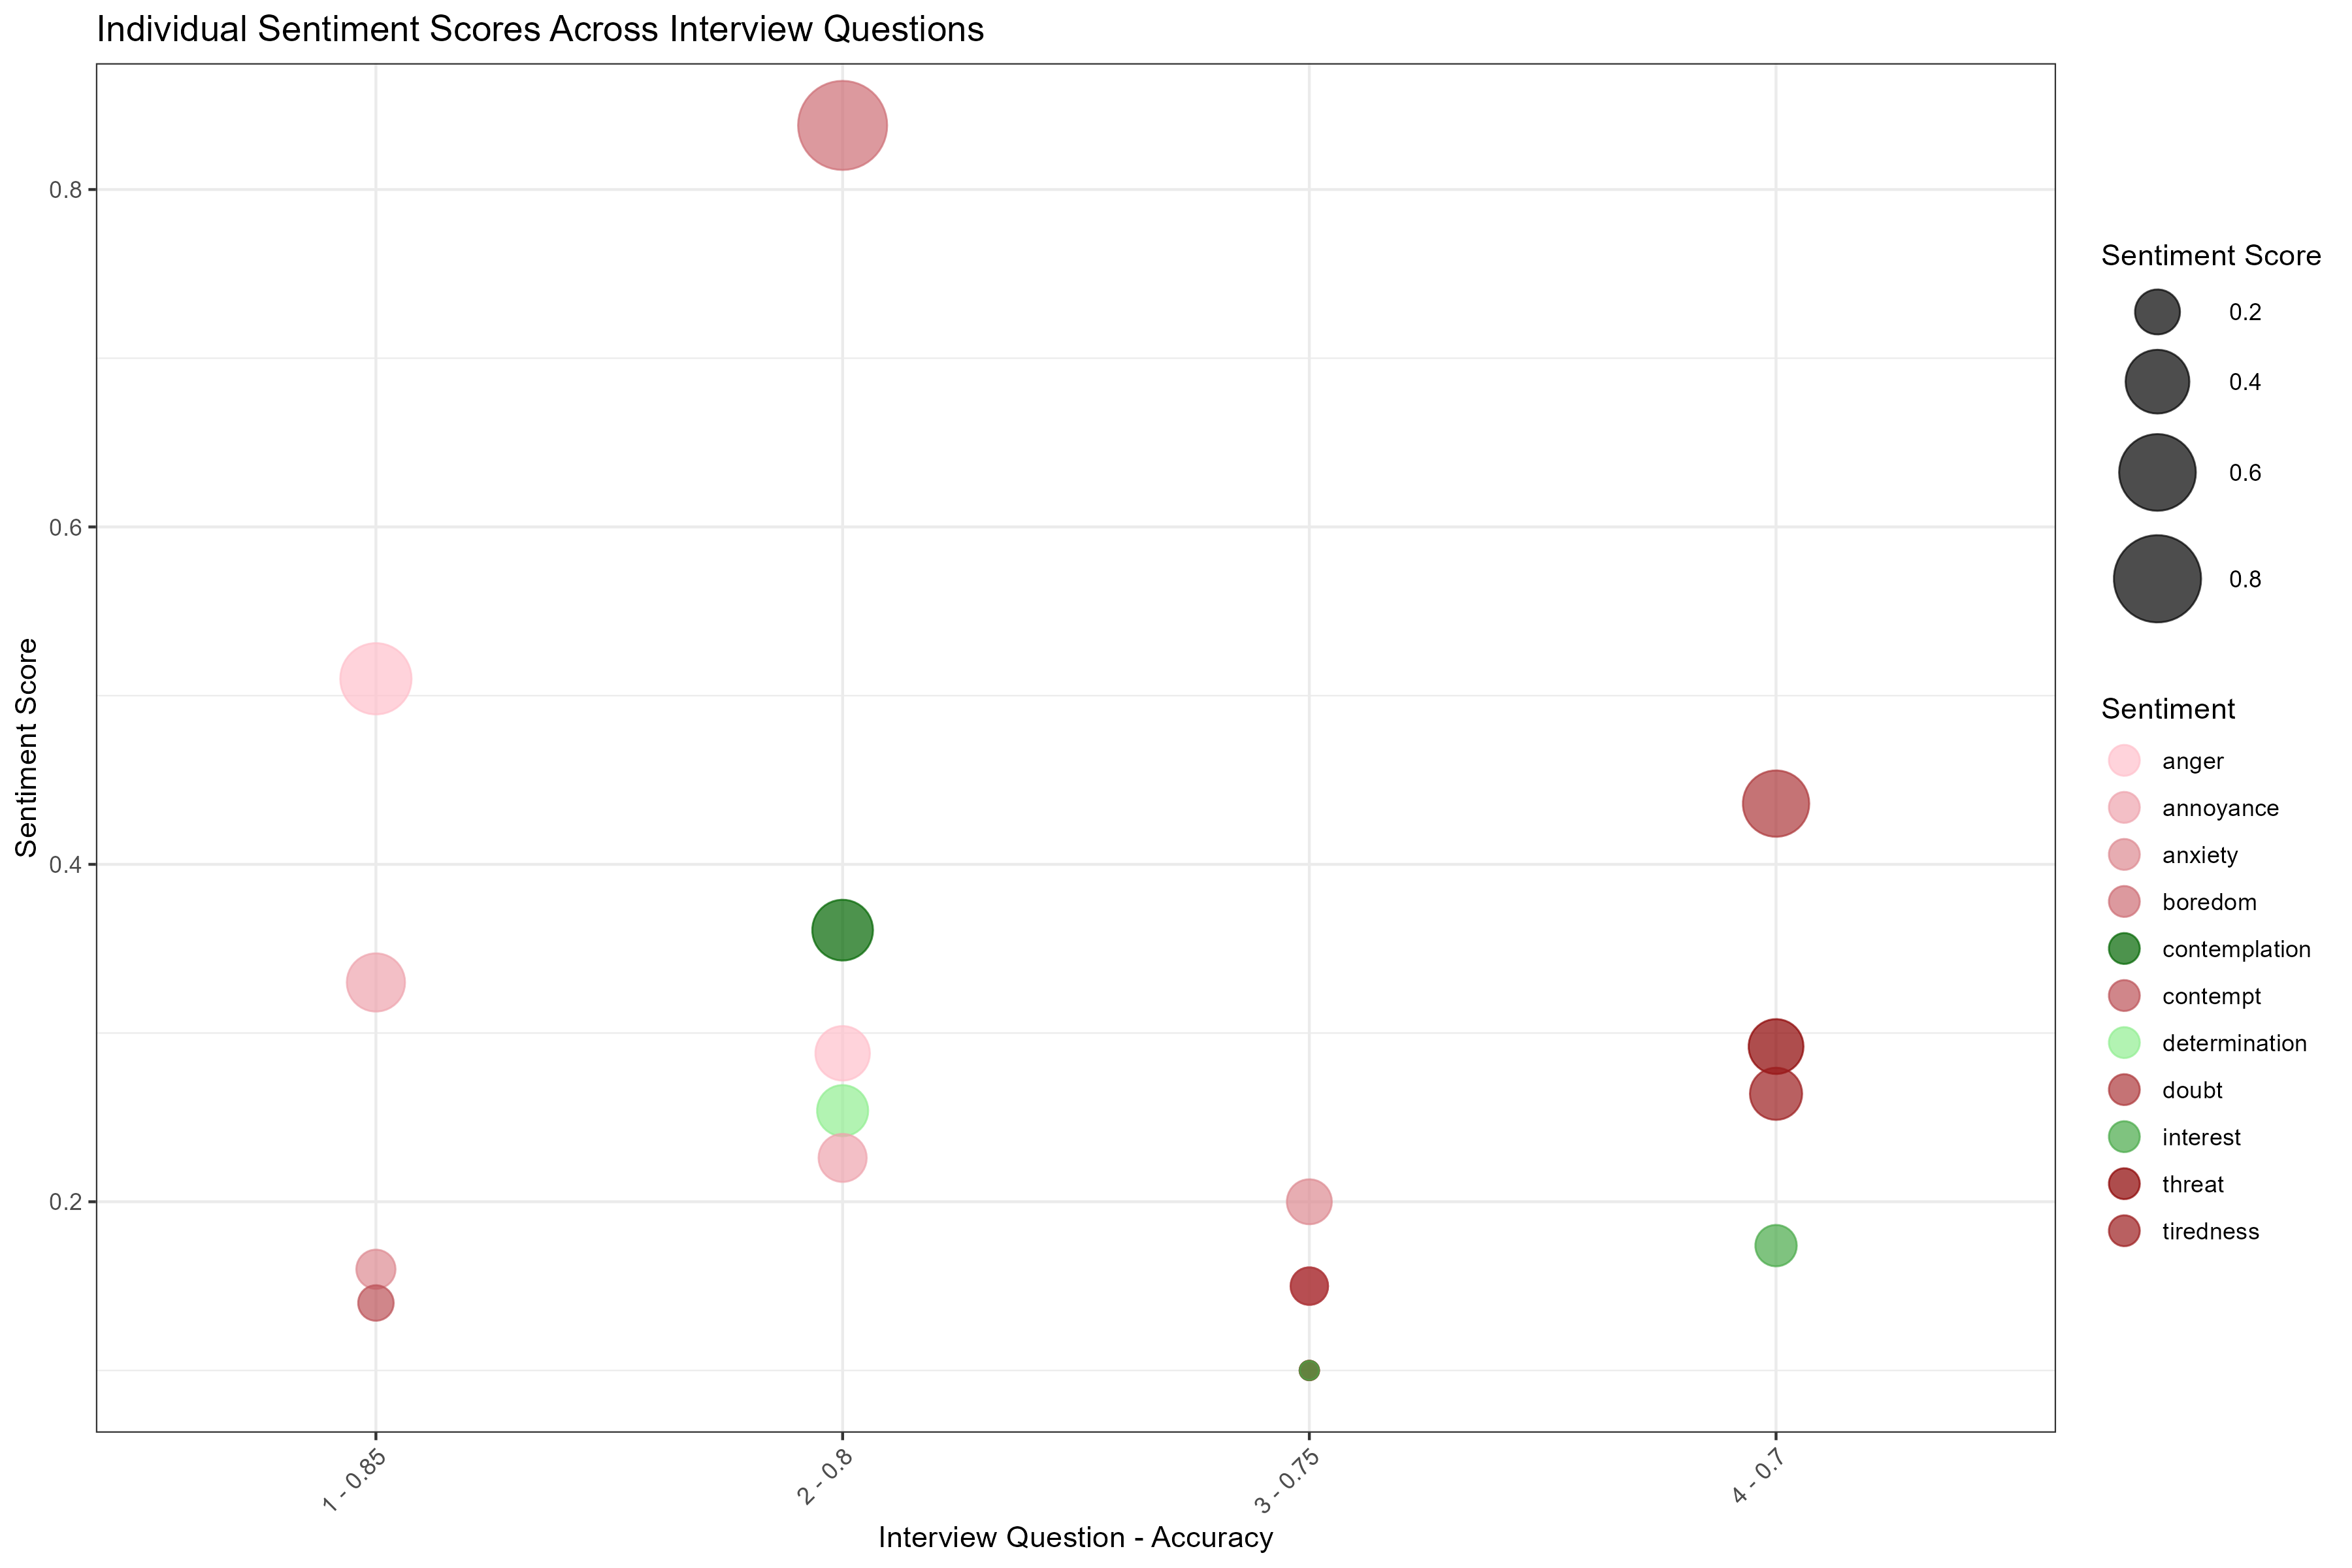 Individual Sentiment Scores Across Interview Questions
Sentiment Score
0.8
0.6
0.4
0.2
1 - 0.85
2 - 0.8
3 - 0.75
4 - 0.7
Interview Question - Accuracy
Sentiment Score
0.2
0.4
0.6
0.8
Sentiment
anger
annoyance
anxiety
boredom
contemplation
contempt
determination
doubt
interest
threat
tiredness